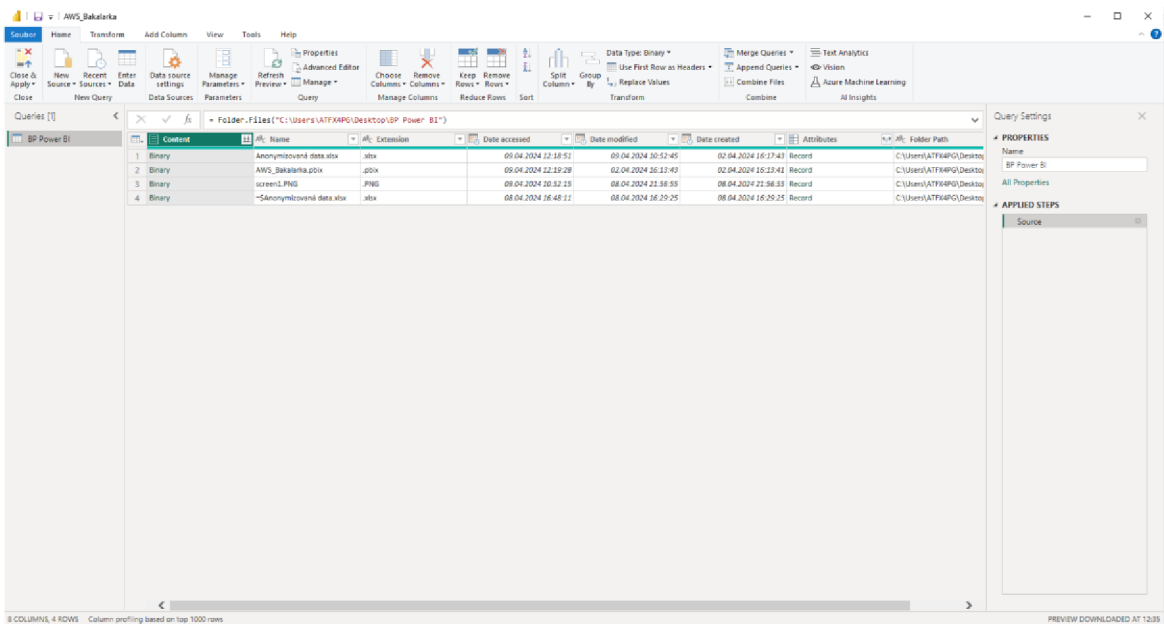 AWS_Bakalarka
Soubor Home Transform Add Column View Tools Help
Close & Apply New Source Recent Sources Enter Data Data source settings Manage Parameters Refresh Preview Properties Advanced Editor Manage Choose Columns Remove Columns Keep Rows Remove Rows Split Column Group By Data Type: Binary Use First Row as Headers Replace Values Merge Queries Append Queries Combine Files Text Analytics Vision Azure Machine Learning
Close New Query Data Sources Parameters Query Manage Columns Reduce Rows Sort Transform Combine AI Insights
Queries [1] fx = Folder.Files("C:\Users\ATFX4PG\Desktop\BP Power BI") Query Settings
BP Power BI Content Name Extension Date accessed Date modified Date created Attributes Folder Path
1 Binary Anonymizovaná data.xlsx .xlsx 09.04.2024 12:18:51 09.04.2024 10:52:45 02.04.2024 16:17:43 Record C:\Users\ATFX4PG\Desktop
2 Binary AWS_Bakalarka.pbix .pbix 09.04.2024 12:19:28 02.04.2024 16:13:43 02.04.2024 16:13:41 Record C:\Users\ATFX4PG\Desktop
3 Binary screen1.PNG .PNG 09.04.2024 10:52:15 08.04.2024 21:56:55 08.04.2024 21:56:53 Record C:\Users\ATFX4PG\Desktop
4 Binary ~$Anonymizovaná data.xlsx .xlsx 08.04.2024 16:48:11 08.04.2024 16:29:25 08.04.2024 16:29:25 Record C:\Users\ATFX4PG\Desktop
PROPERTIES
Name
BP Power BI
All Properties
APPLIED STEPS
Source
8 COLUMNS, 4 ROWS Column profiling based on top 1000 rows PREVIEW DOWNLOADED AT 12:35